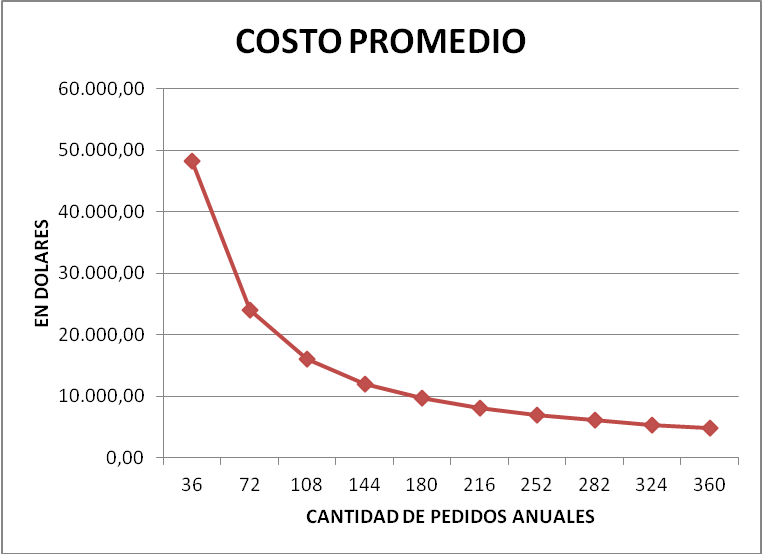 COSTO PROMEDIO
60.000,00
50.000,00
40.000,00
30.000,00
20.000,00
10.000,00
0,00
EN DOLARES
36 72 108 144 180 216 252 282 324 360
CANTIDAD DE PEDIDOS ANUALES